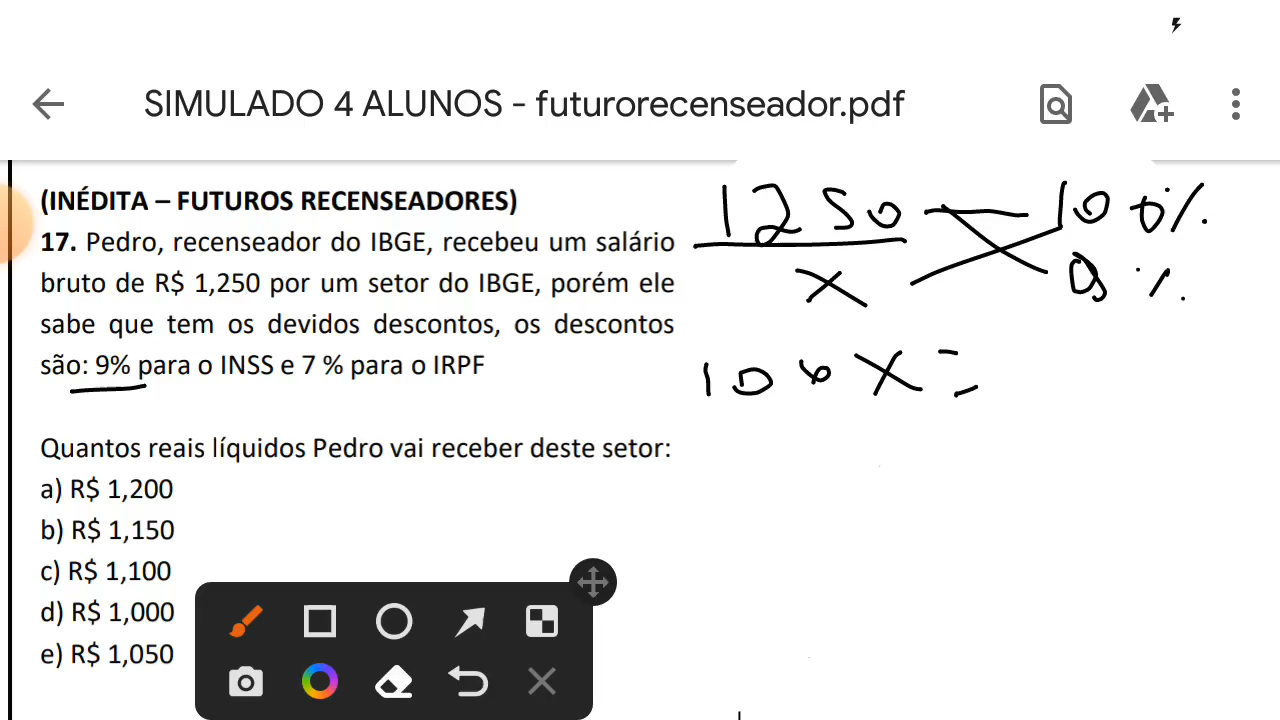 SIMULADO 4 ALUNOS - futurorecenseador.pdf
(INÉDITA – FUTUROS RECENSEADORES)
17. Pedro, recenseador do IBGE, recebeu um salário
bruto de R$ 1,250 por um setor do IBGE, porém ele
sabe que tem os devidos descontos, os descontos
são: 9% para o INSS e 7 % para o IRPF
Quantos reais líquidos Pedro vai receber deste setor:
a) R$ 1,200
b) R$ 1,150
c) R$ 1,100
d) R$ 1,000
e) R$ 1,050
1250 100%
x 09%
100x =